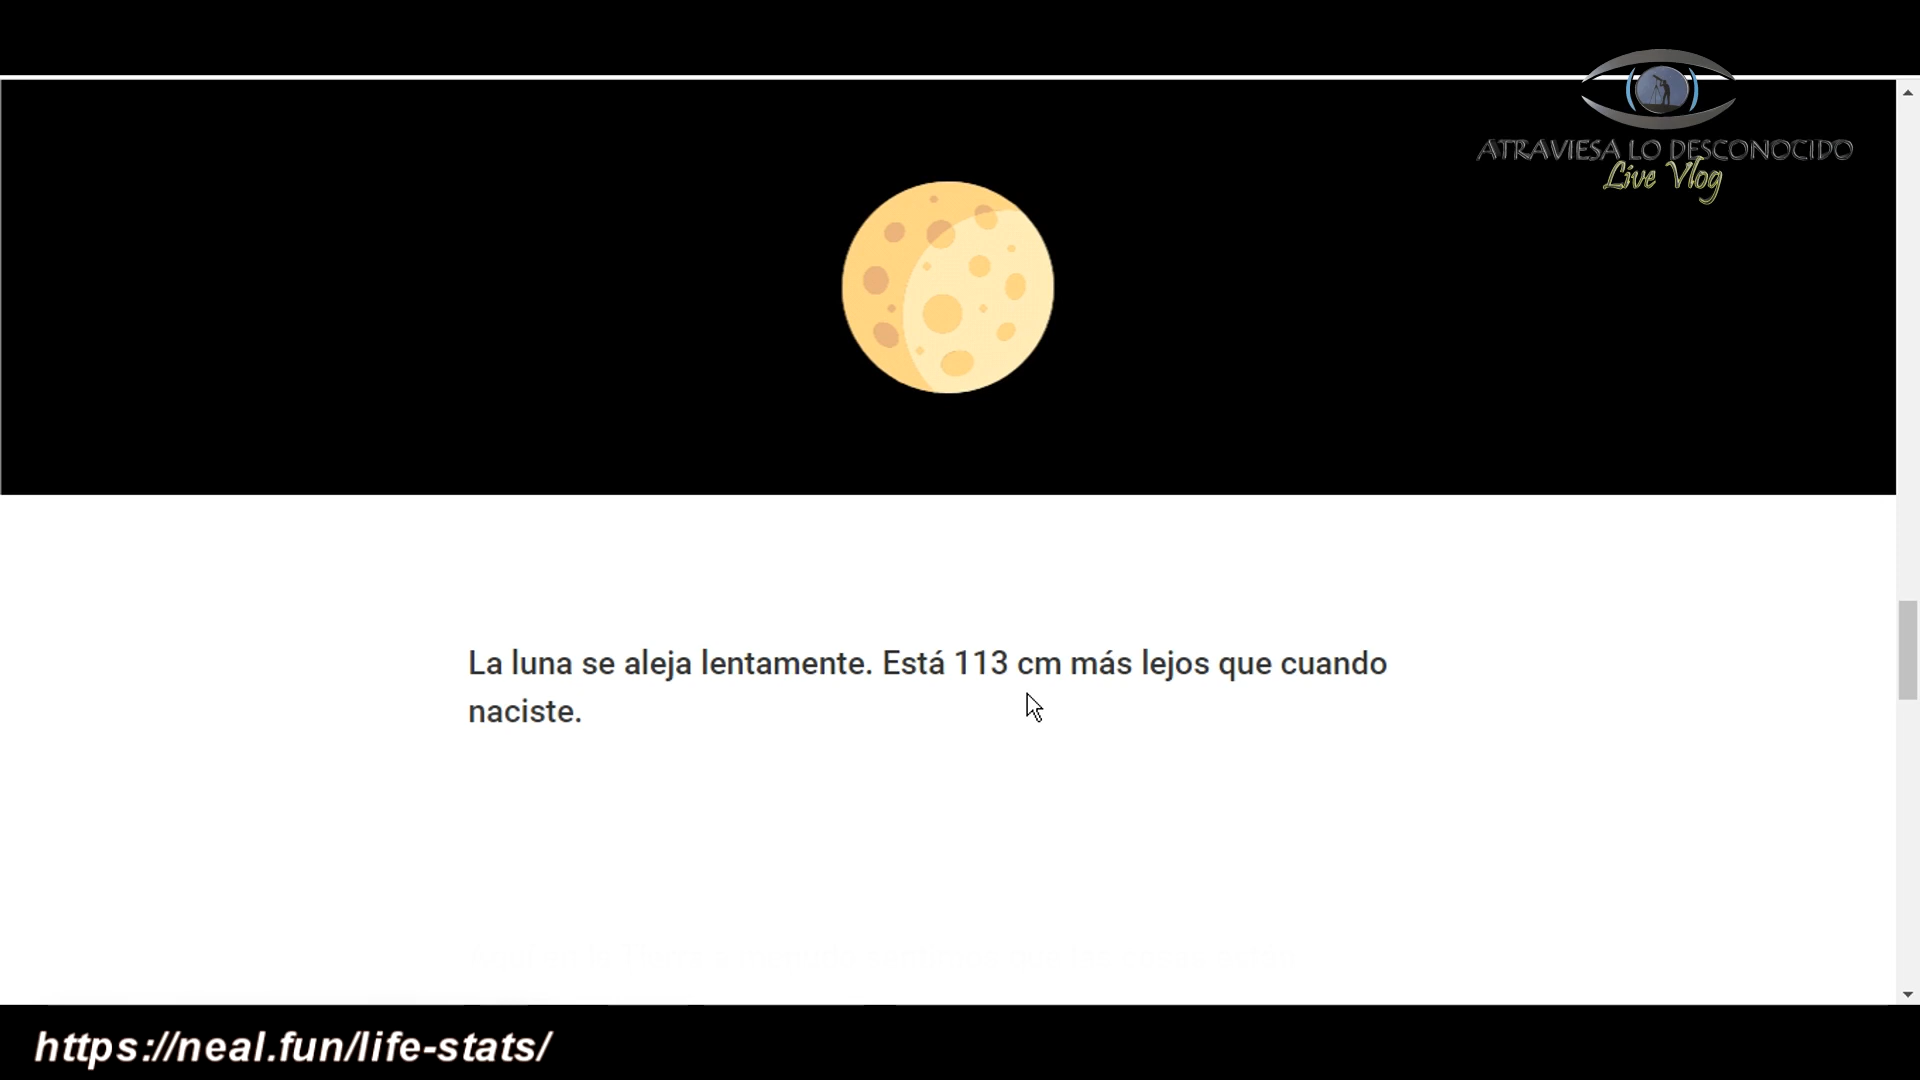 ATRAVIESA LO DESCONOCIDO
Live Vlog
La luna se aleja lentamente. Está 113 cm más lejos que cuando
naciste.
https://neal.fun/life-stats/